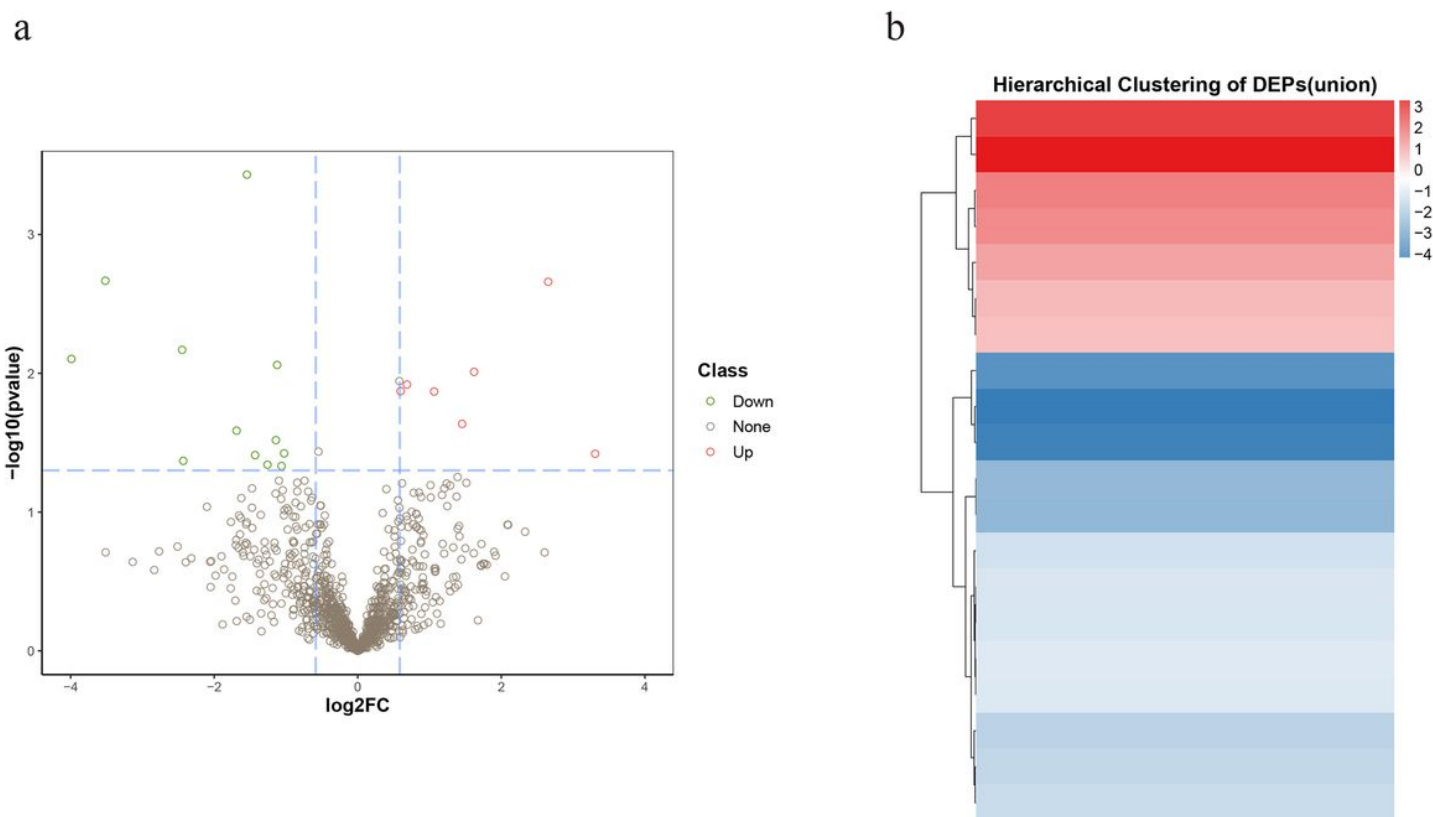 a
b
Hierarchical Clustering of DEPs(union)
3
2
1
0
−1
−2
−3
−4
3
2
1
0
−log10(pvalue)
−4
−2
0
2
4
log2FC
Class
Down
None
Up